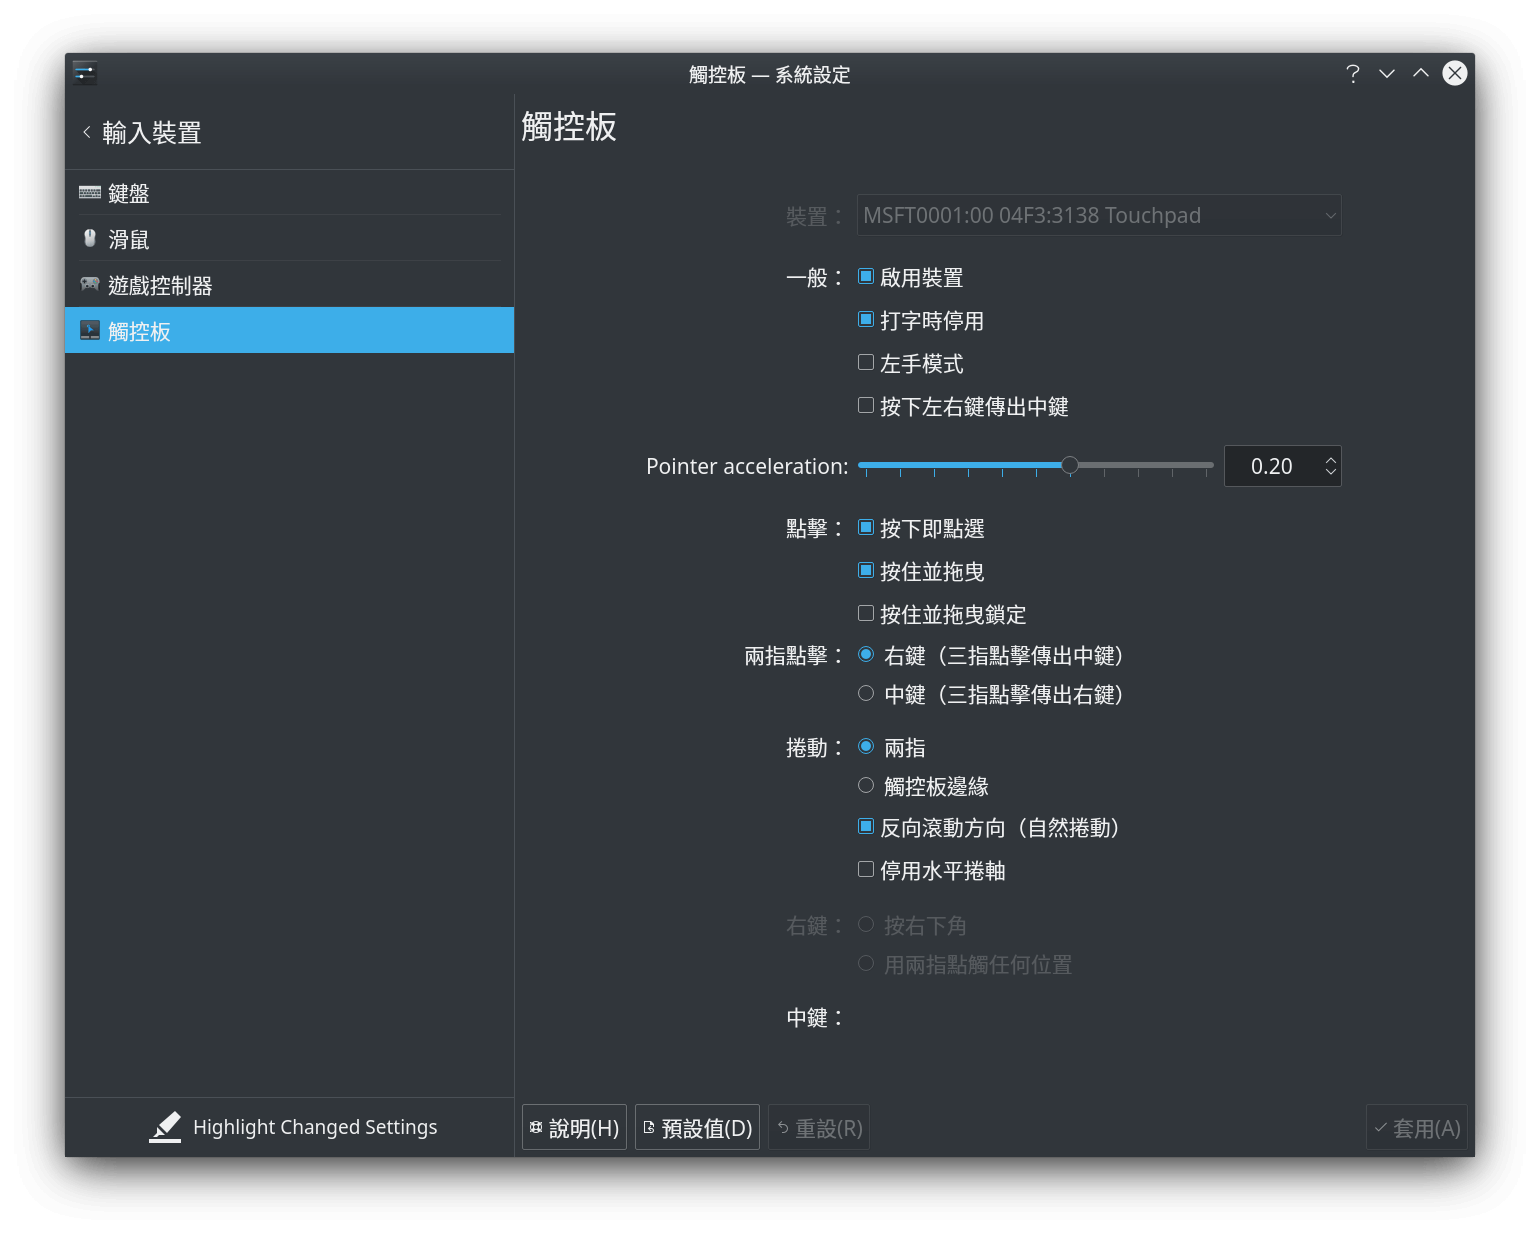 觸控板 — 系統設定
輸入裝置
鍵盤
滑鼠
遊戲控制器
觸控板
觸控板
裝置： MSFT0001:00 04F3:3138 Touchpad
一般： 啟用裝置
打字時停用
左手模式
按下左右鍵傳出中鍵
Pointer acceleration: 0.20
點擊： 按下即點選
按住並拖曳
按住並拖曳鎖定
兩指點擊： 右鍵（三指點擊傳出中鍵）
中鍵（三指點擊傳出右鍵）
捲動： 兩指
觸控板邊緣
反向滾動方向（自然捲動）
停用水平捲軸
右鍵： 按右下角
用兩指點觸任何位置
中鍵：
Highlight Changed Settings
說明(H) 預設值(D) 重設(R) 套用(A)